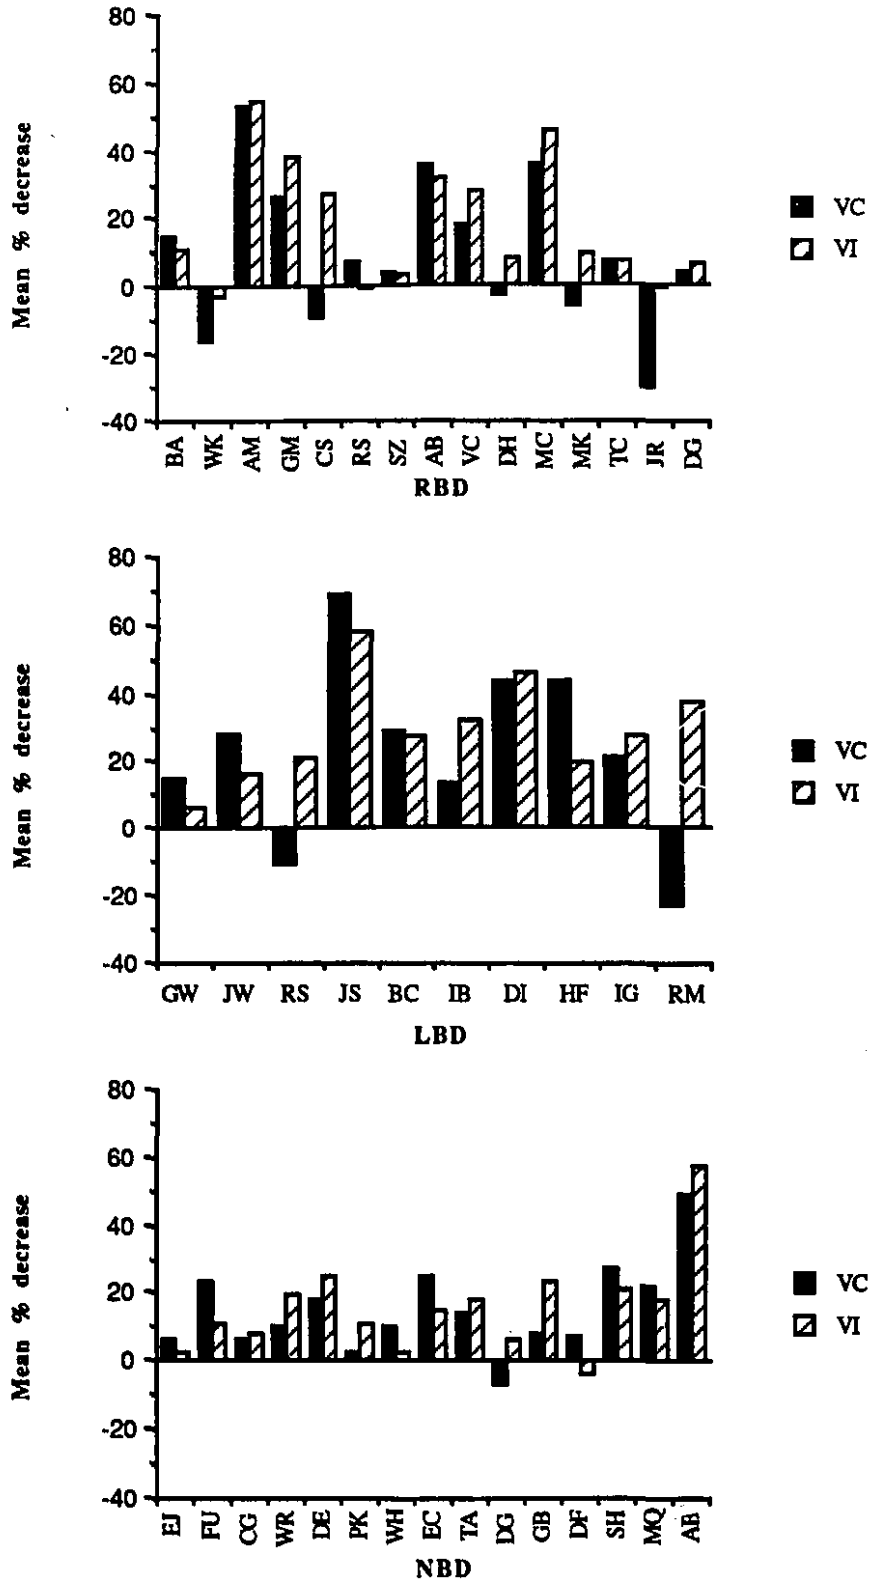 Mean % decrease
80
60
40
20
0
-20
-40
BA WK AM GM CS RS SZ AB VC DH MC MK TC JR DG
RBD
VC
VI
Mean % decrease
80
60
40
20
0
-20
-40
GW JW RS JS BC IB DI HF IG RM
LBD
VC
VI
Mean % decrease
80
60
40
20
0
-20
-40
EJ FU CG WR DE PK WH EC TA DG GB DF SH MQ AB
NBD
VC
VI